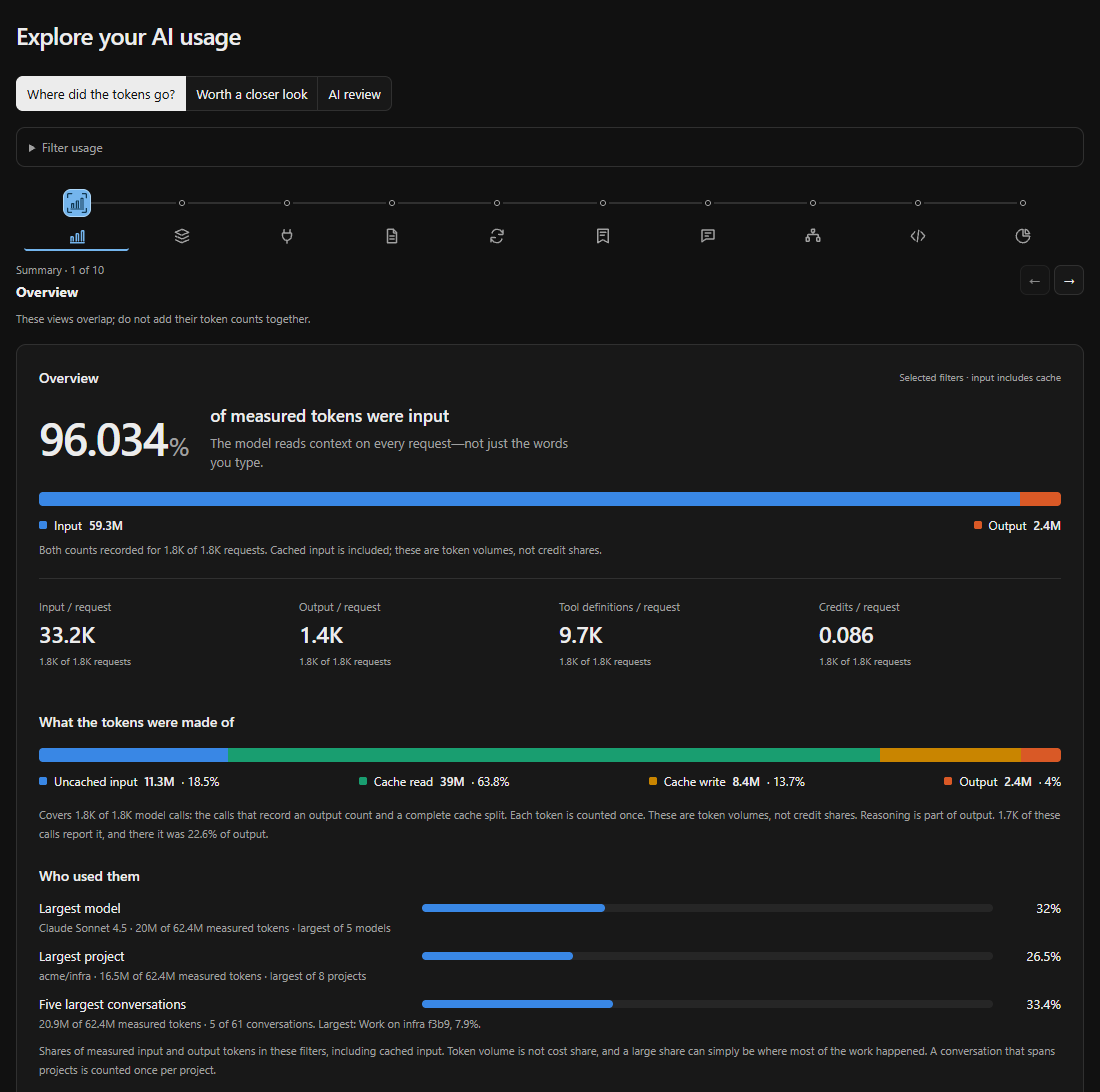 Explore your AI usage
Where did the tokens go?
Worth a closer look
AI review
Filter usage
Summary · 1 of 10
Overview
← →
These views overlap; do not add their token counts together.
Overview
Selected filters · input includes cache
96.034%
of measured tokens were input
The model reads context on every request—not just the words
you type.
Input 59.3M
Output 2.4M
Both counts recorded for 1.8K of 1.8K requests. Cached input is included; these are token volumes, not credit shares.
Input / request
33.2K
1.8K of 1.8K requests
Output / request
1.4K
1.8K of 1.8K requests
Tool definitions / request
9.7K
1.8K of 1.8K requests
Credits / request
0.086
1.8K of 1.8K requests
What the tokens were made of
Uncached input 11.3M · 18.5%
Cache read 39M · 63.8%
Cache write 8.4M · 13.7%
Output 2.4M · 4%
Covers 1.8K of 1.8K model calls: the calls that record an output count and a complete cache split. Each token is counted once. These are token volumes, not credit shares. Reasoning is part of output. 1.7K of these
calls report it, and there it was 22.6% of output.
Who used them
Largest model
32%
Claude Sonnet 4.5 · 20M of 62.4M measured tokens · largest of 5 models
Largest project
26.5%
acme/infra · 16.5M of 62.4M measured tokens · largest of 8 projects
Five largest conversations
33.4%
20.9M of 62.4M measured tokens · 5 of 61 conversations. Largest: Work on infra f3b9, 7.9%.
Shares of measured input and output tokens in these filters, including cached input. Token volume is not cost share, and a large share can simply be where most of the work happened. A conversation that spans
projects is counted once per project.